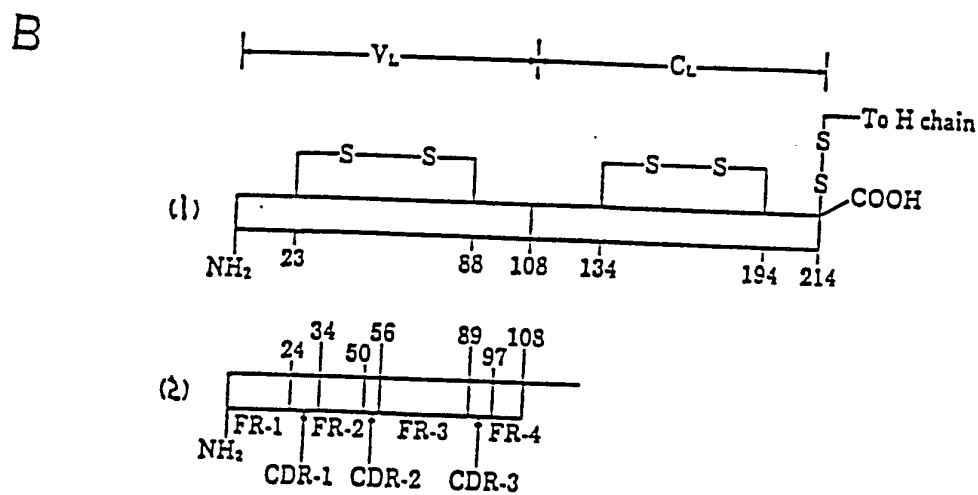 B
V_L C_L
To H chain
S S S S S
S
(1) COOH
NH₂ 23 88 108 134 194 214
34 56 89 108
24 50 97
(2)
FR-1 FR-2 FR-3 FR-4
NH₂
CDR-1 CDR-2 CDR-3